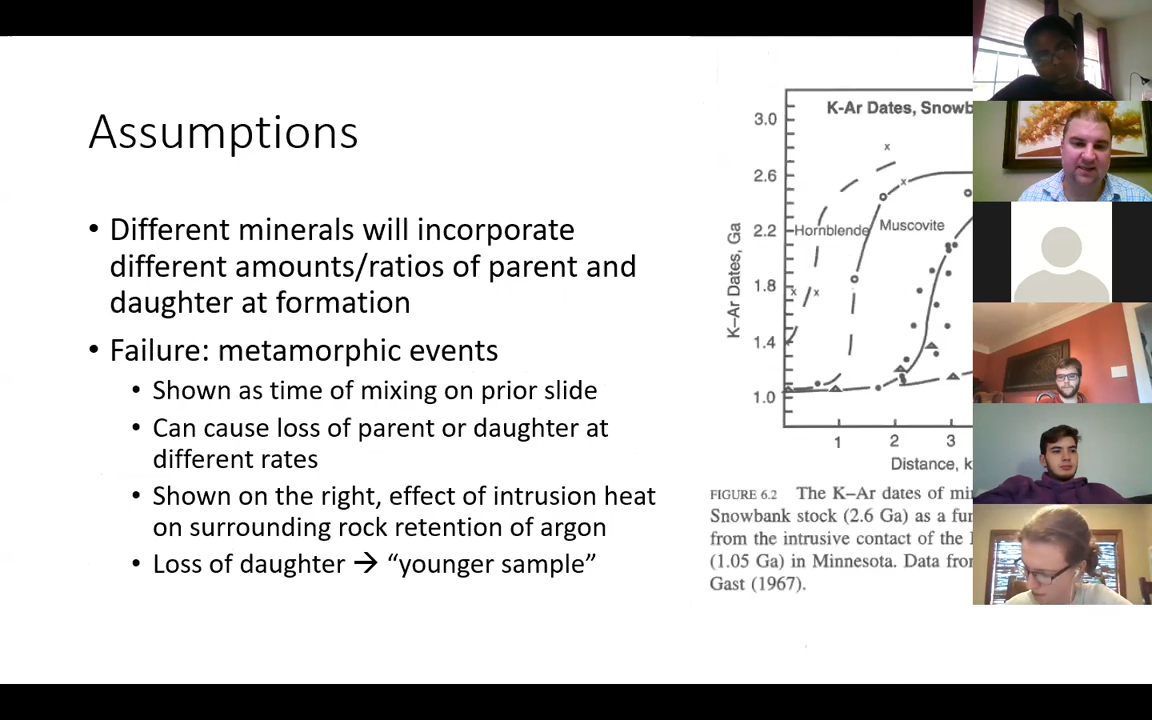 Assumptions
• Different minerals will incorporate
different amounts/ratios of parent and
daughter at formation
• Failure: metamorphic events
• Shown as time of mixing on prior slide
• Can cause loss of parent or daughter at
different rates
• Shown on the right, effect of intrusion heat
on surrounding rock retention of argon
• Loss of daughter → “younger sample”
K-Ar Dates, Snowb
3.0
2.6
2.2
1.8
1.4
1.0
K–Ar Dates, Ga
Hornblende
Muscovite
1 2 3
Distance, k
FIGURE 6.2 The K–Ar dates of mi
Snowbank stock (2.6 Ga) as a fu
from the intrusive contact of the
(1.05 Ga) in Minnesota. Data fro
Gast (1967).